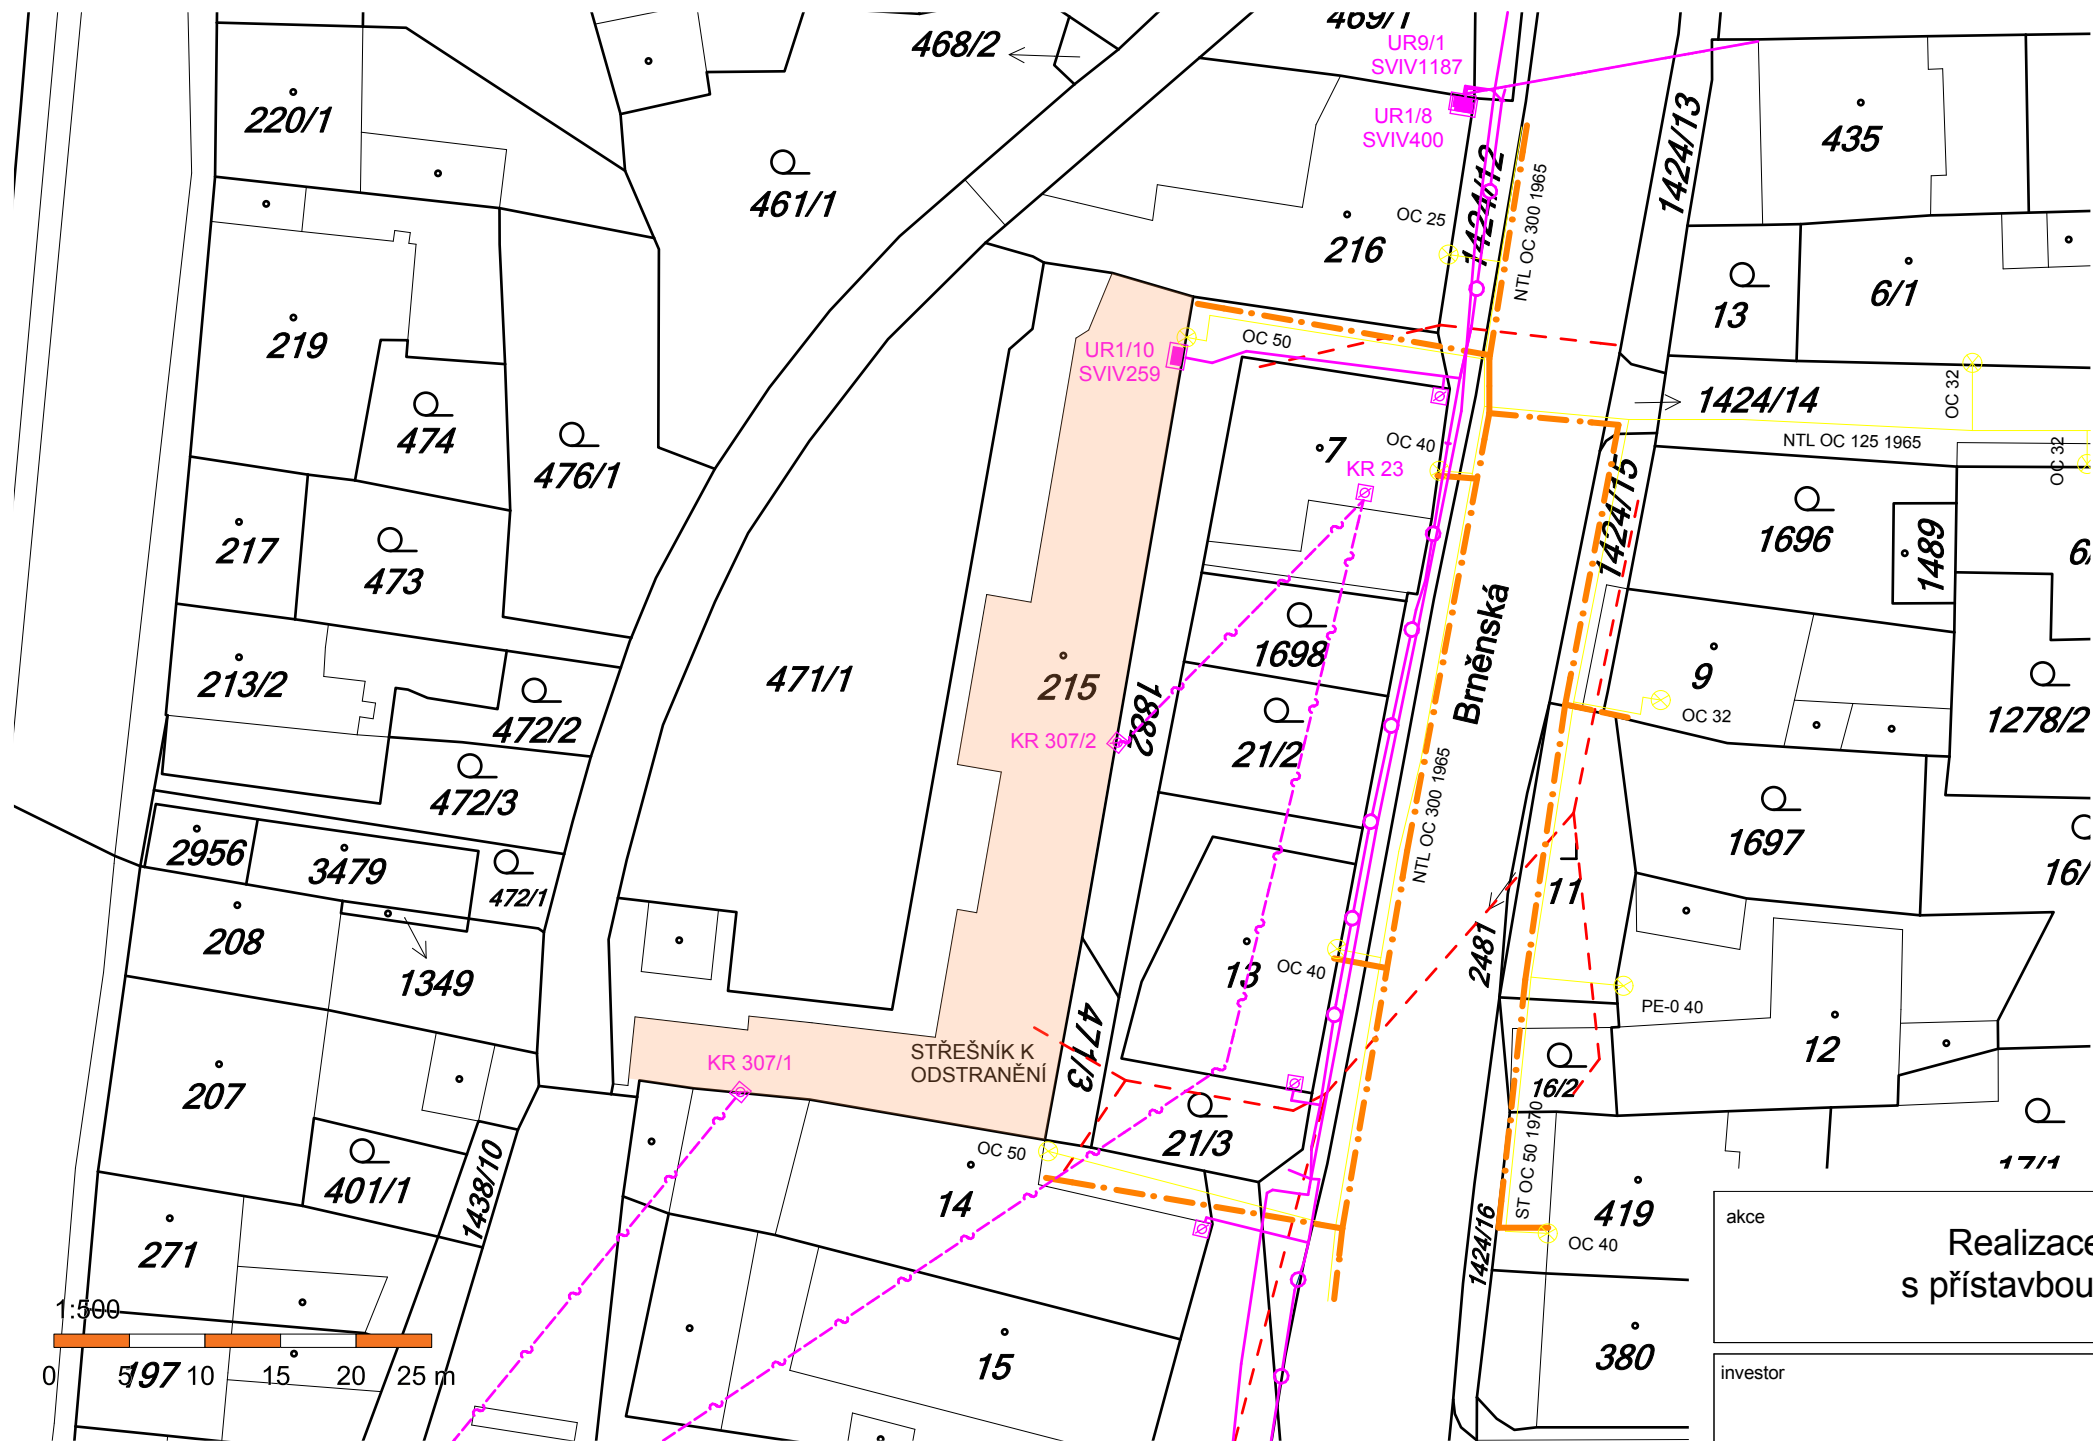 469/1
468/2
UR9/1
SVIV1187
UR1/8
SVIV400
220/1
461/1
1424/12
NTL OC 300 1965
1424/13
435
OC 25
216
219
13
6/1
OC 50
UR1/10
SVIV259
474
476/1
OC 40
7
KR 23
1424/14
OC 32
NTL OC 125 1965
OC 32
1424/15
217
473
1696
1489
6/
213/2
472/2
471/1
215
1882
1698
Brněnská
9
OC 32
1278/2
KR 307/2
21/2
472/3
NTL OC 300 1965
1697
2956
3479
472/1
11
16/
208
1349
13
OC 40
2481
PE-0 40
12
471/3
STŘEŠNÍK K
ODSTRANĚNÍ
KR 307/1
16/2
207
21/3
OC 50
14
ST OC 50 1970
17/1
401/1
1438/10
419
OC 40
1424/16
271
akce
Realizace
s přístavbou
1:500
197
0 5 10 15 20 25 m
15
380
investor